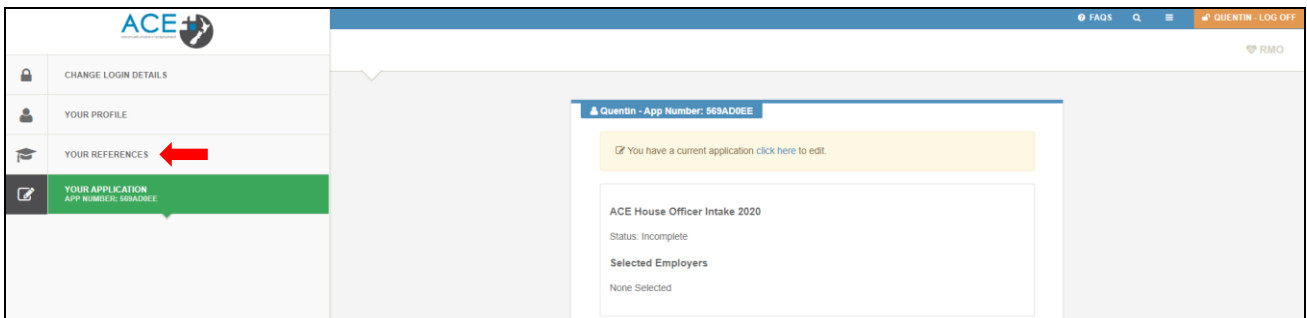 ACE
FAQS
QUENTIN - LOG OFF
RMO
CHANGE LOGIN DETAILS
YOUR PROFILE
YOUR REFERENCES
YOUR APPLICATION
APP NUMBER: 569AD0EE
Quentin - App Number: 569AD0EE
You have a current application click here to edit.
ACE House Officer Intake 2020
Status: Incomplete
Selected Employers
None Selected